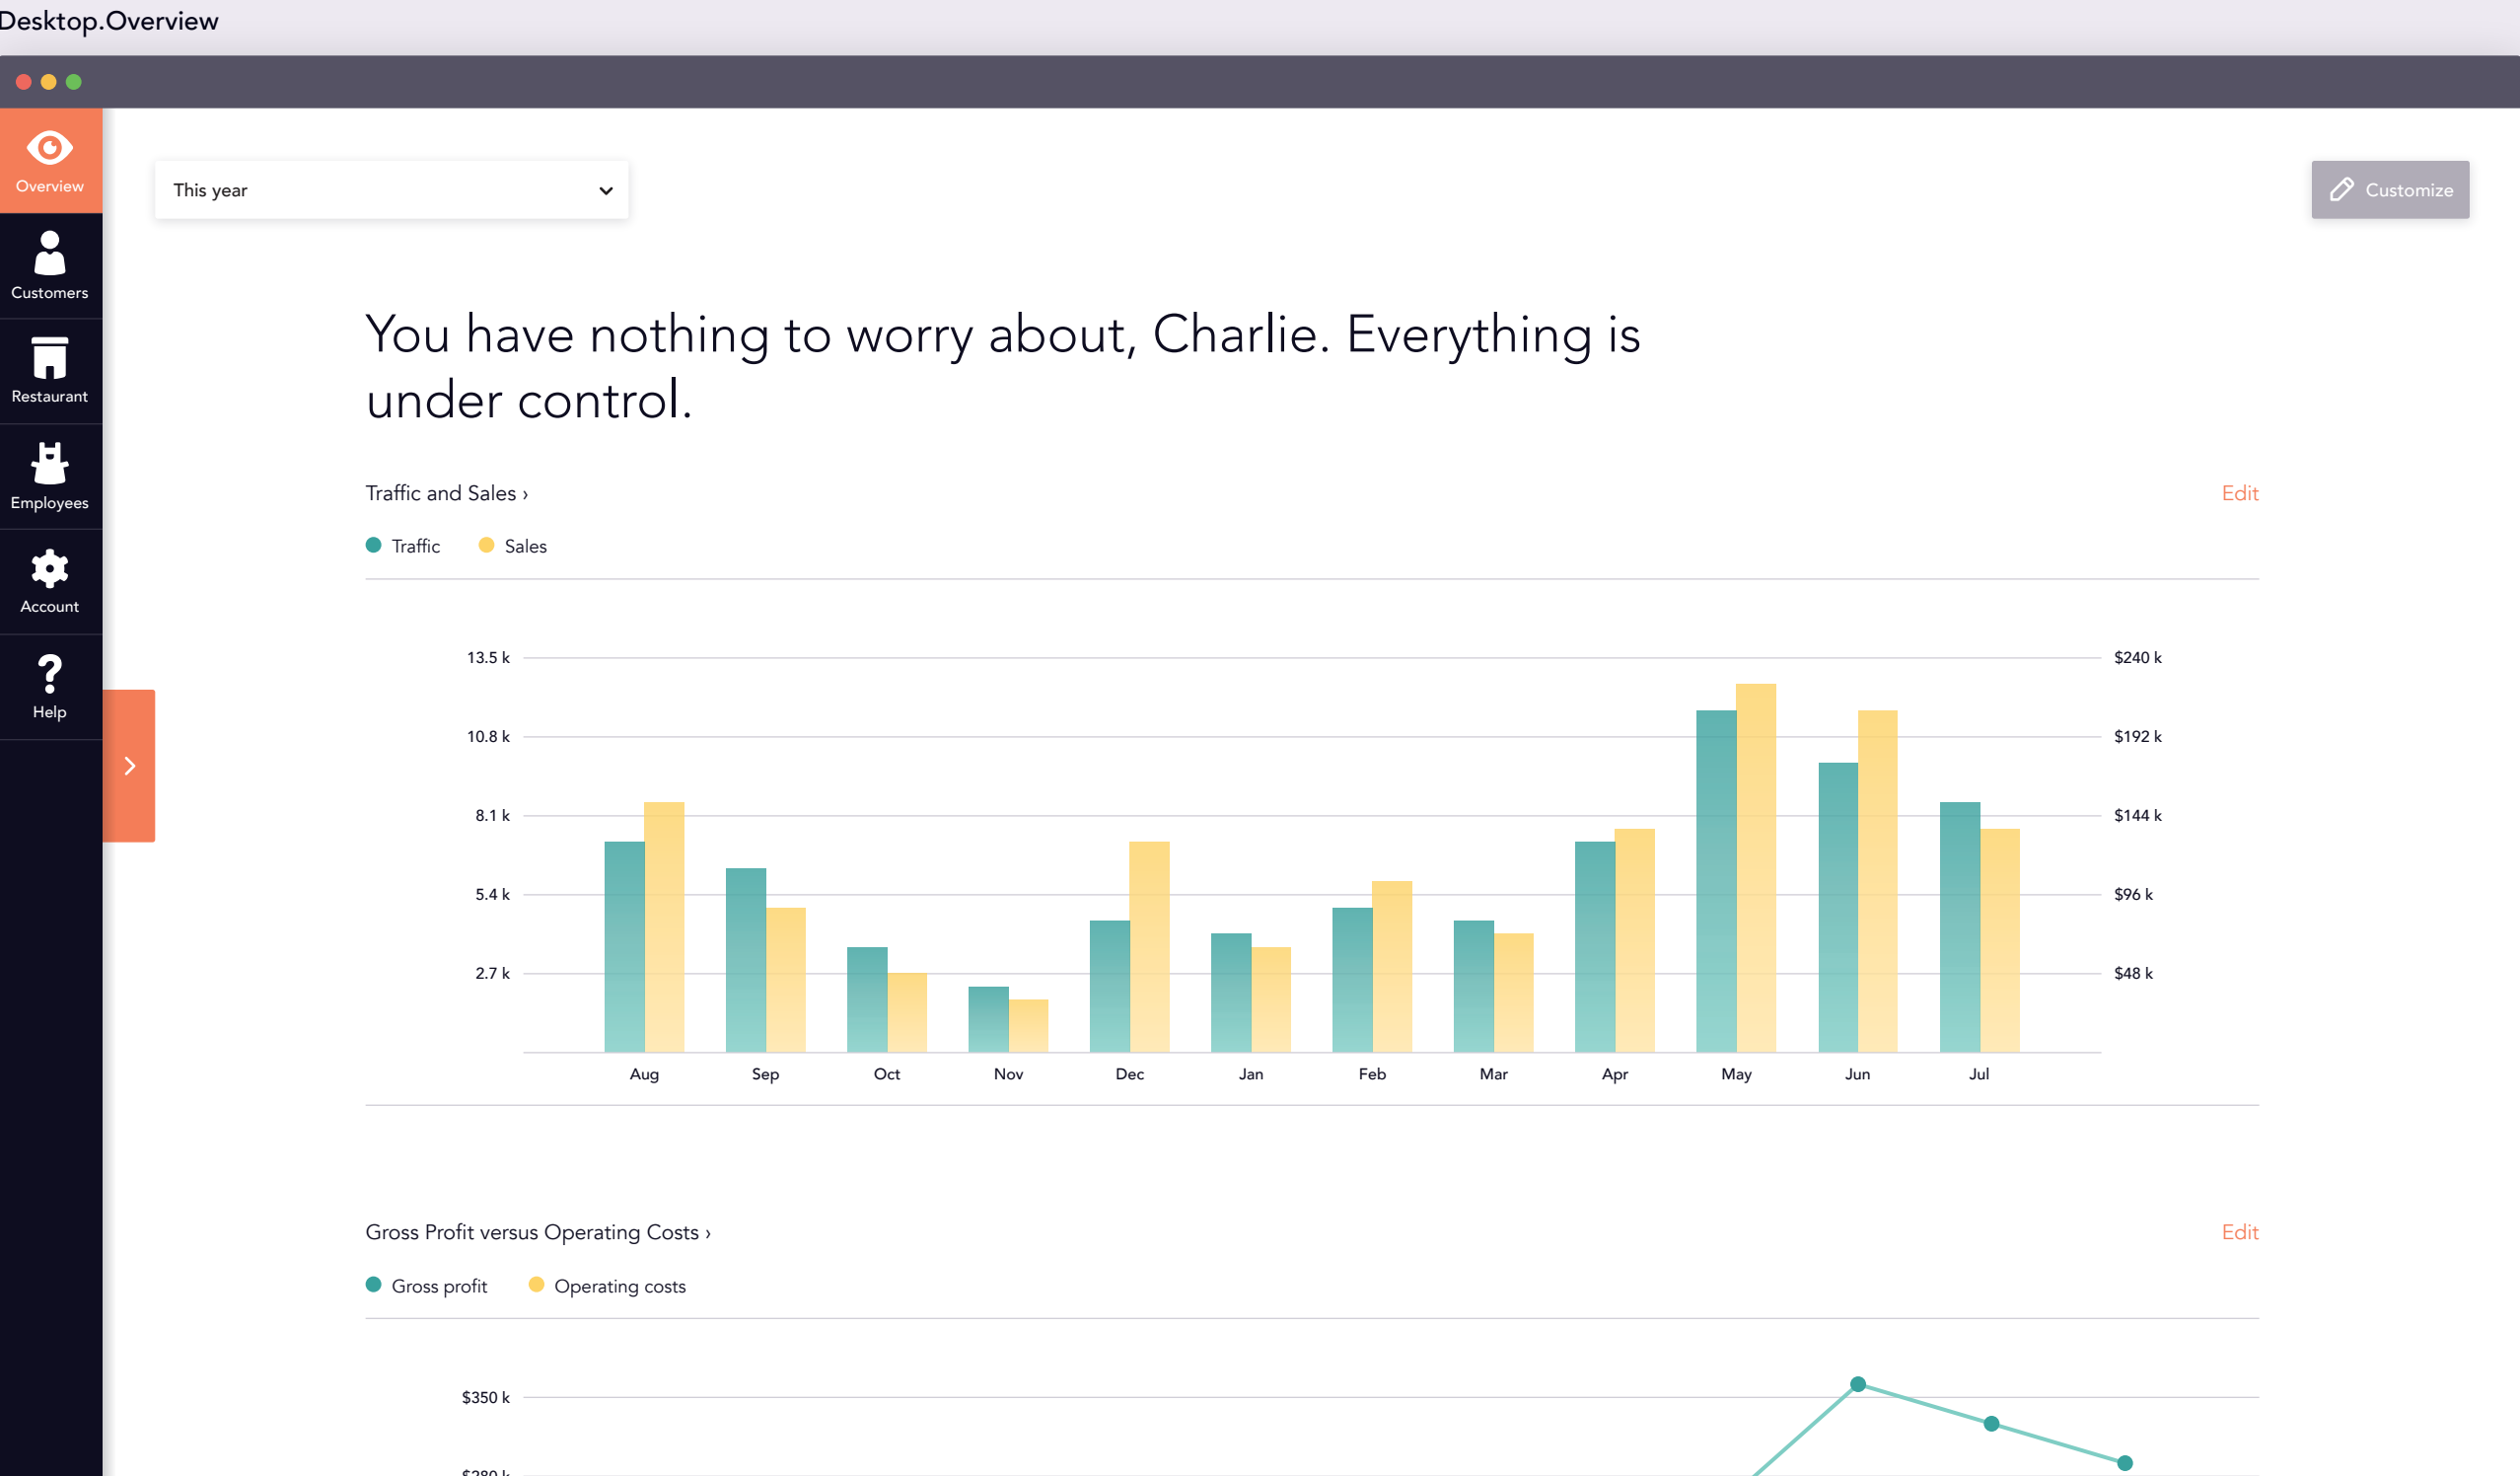 Desktop.Overview
Overview
Customers
Restaurant
Employees
Account
Help
This year
Customize
You have nothing to worry about, Charlie. Everything is
under control.
Traffic and Sales ›
Edit
Traffic
Sales
13.5 k
10.8 k
8.1 k
5.4 k
2.7 k
$240 k
$192 k
$144 k
$96 k
$48 k
Aug Sep Oct Nov Dec Jan Feb Mar Apr May Jun Jul
Gross Profit versus Operating Costs ›
Edit
Gross profit
Operating costs
$350 k
$280 k